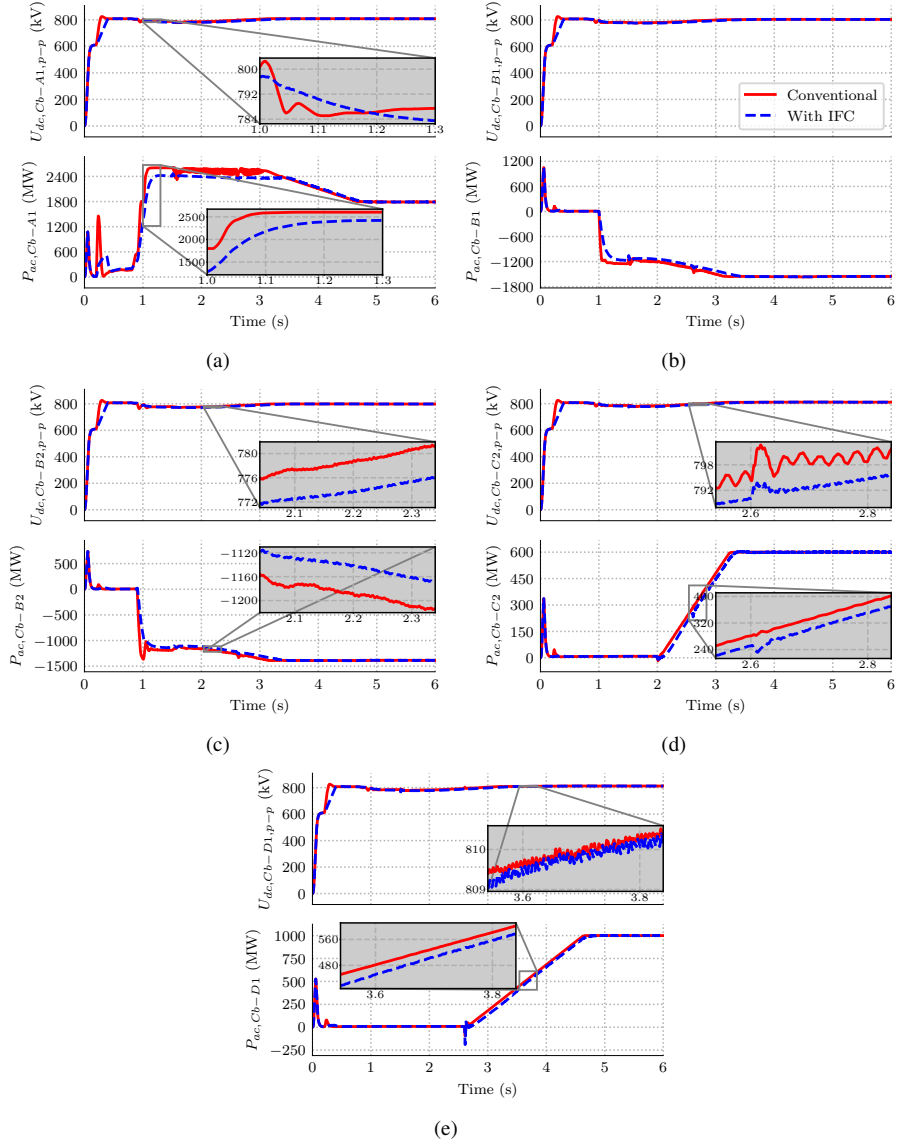 U_{dc,Cb-A1,p-p} (kV)
800
600
400
200
0
800
792
784
1.0 1.1 1.2 1.3
P_{ac,Cb-A1} (MW)
2400
1800
1200
600
0
2500
2000
1500
1.0 1.1 1.2 1.3
0 1 2 3 4 5 6
Time (s)
(a)
U_{dc,Cb-B1,p-p} (kV)
800
600
400
200
0
Conventional
With IFC
P_{ac,Cb-B1} (MW)
1200
600
0
−600
−1200
−1800
0 1 2 3 4 5 6
Time (s)
(b)
U_{dc,Cb-B2,p-p} (kV)
800
600
400
200
0
780
776
772
2.1 2.2 2.3
P_{ac,Cb-B2} (MW)
500
0
−500
−1000
−1500
−1120
−1160
−1200
2.1 2.2 2.3
0 1 2 3 4 5 6
Time (s)
(c)
U_{dc,Cb-C2,p-p} (kV)
800
600
400
200
0
798
792
2.6 2.8
P_{ac,Cb-C2} (MW)
600
450
300
150
0
400
320
240
2.6 2.8
0 1 2 3 4 5 6
Time (s)
(d)
U_{dc,Cb-D1,p-p} (kV)
800
600
400
200
0
810
809
3.6 3.8
P_{ac,Cb-D1} (MW)
1000
750
500
250
0
−250
560
480
3.6 3.8
0 1 2 3 4 5 6
Time (s)
(e)